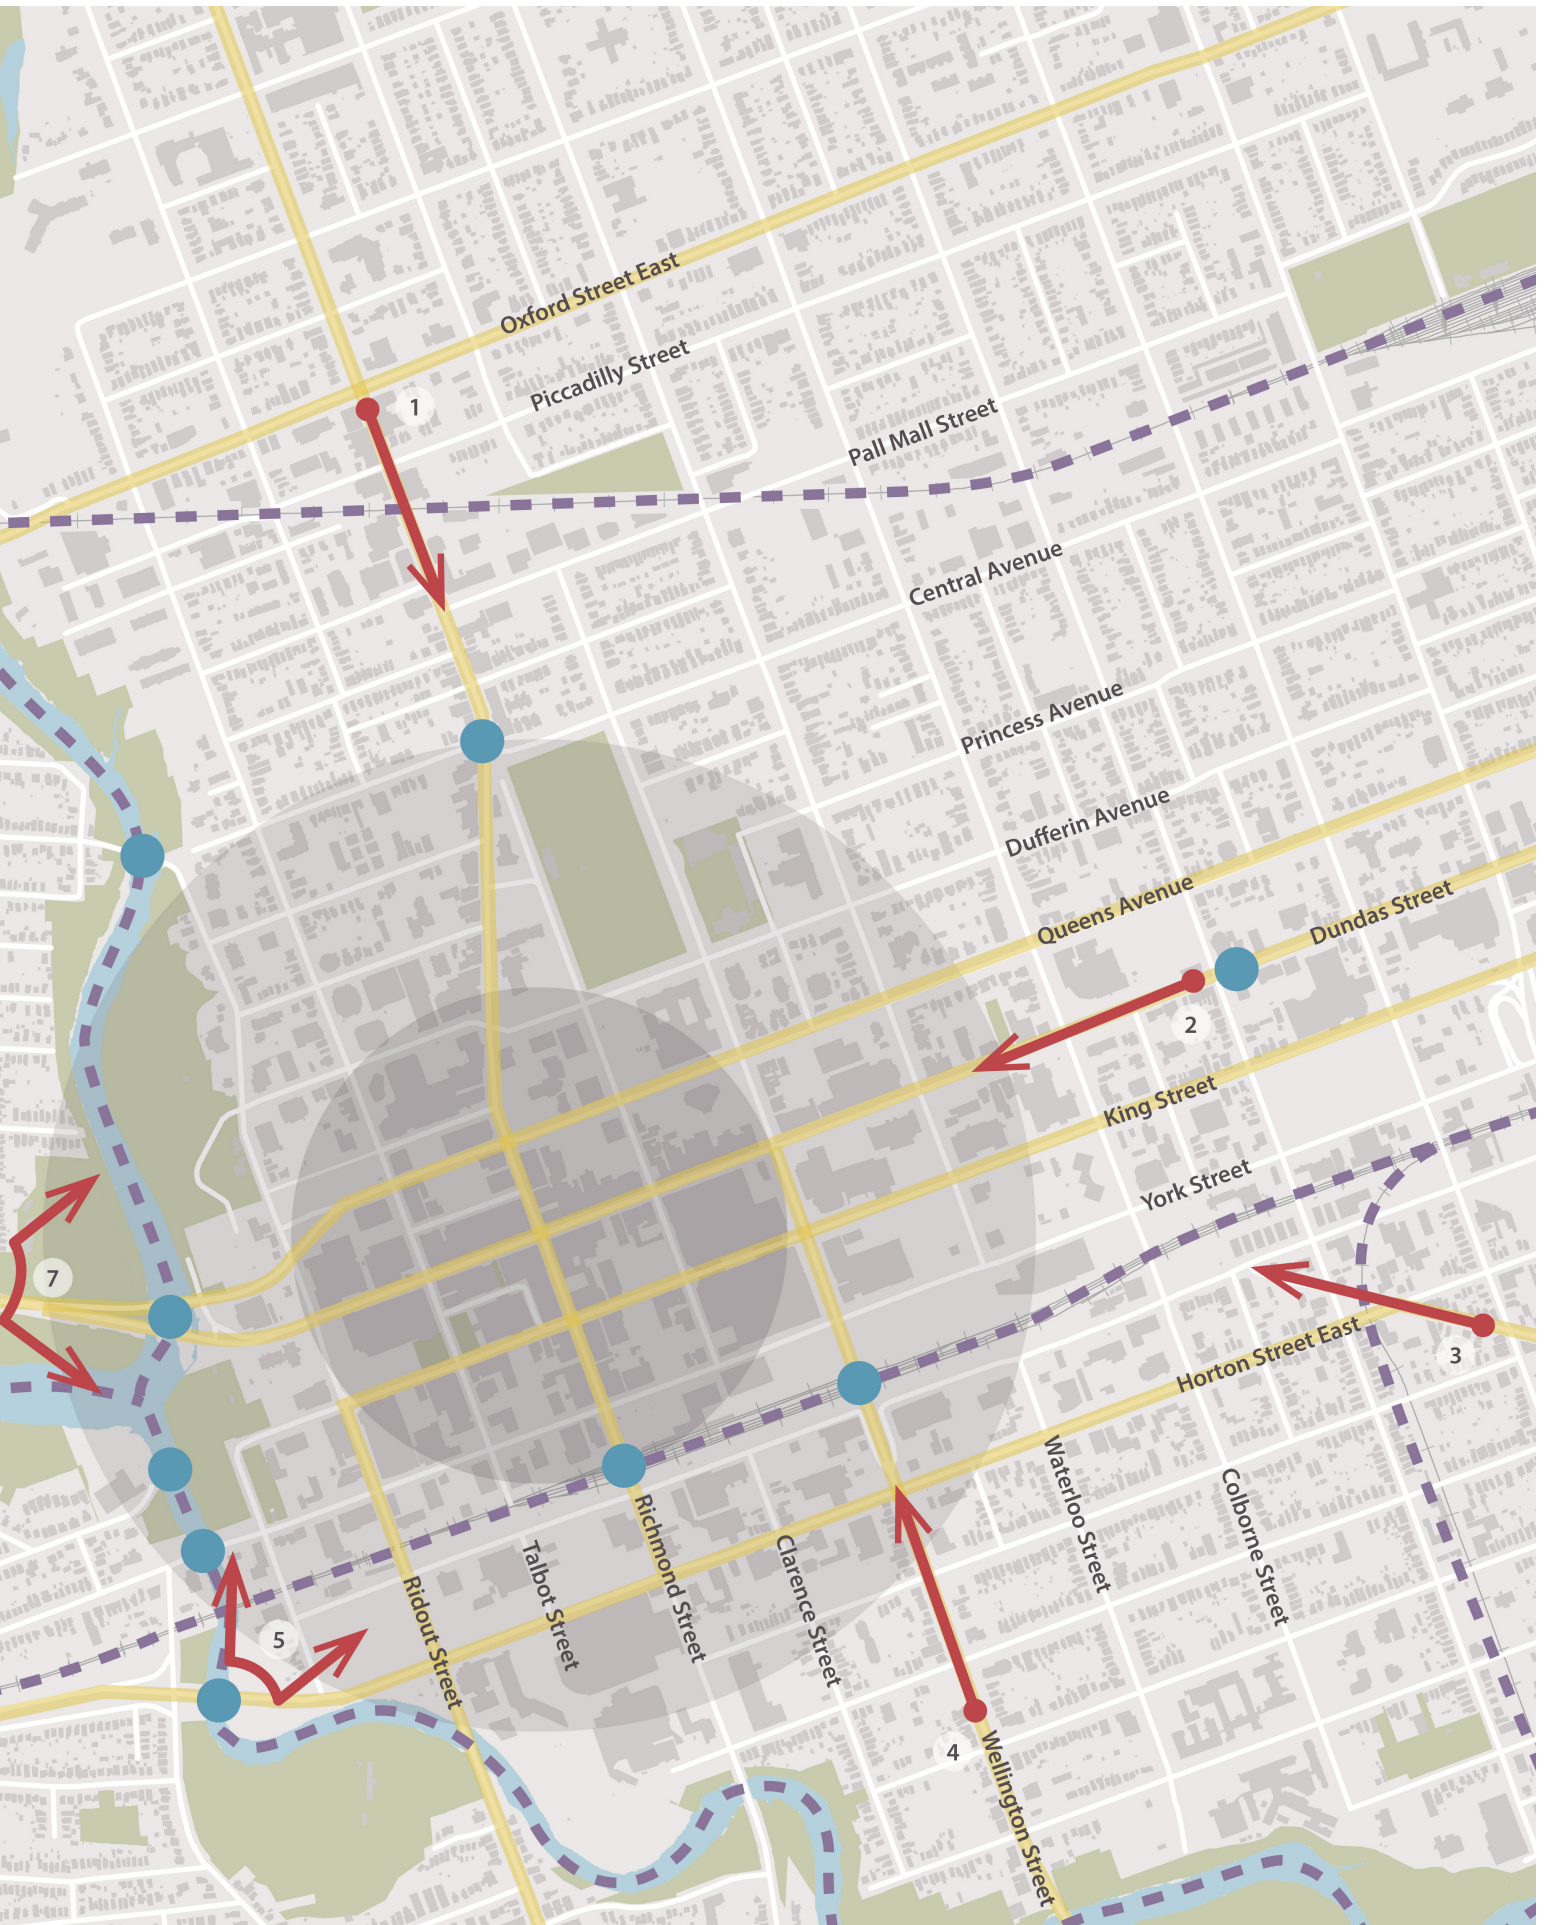 Oxford Street East
Piccadilly Street
1
Pall Mall Street
Central Avenue
Princess Avenue
Dufferin Avenue
Queens Avenue
Dundas Street
2
King Street
York Street
7
Horton Street East
3
Waterloo Street
Colborne Street
Richmond Street
Talbot Street
Clarence Street
Ridout Street
5
4
Wellington Street